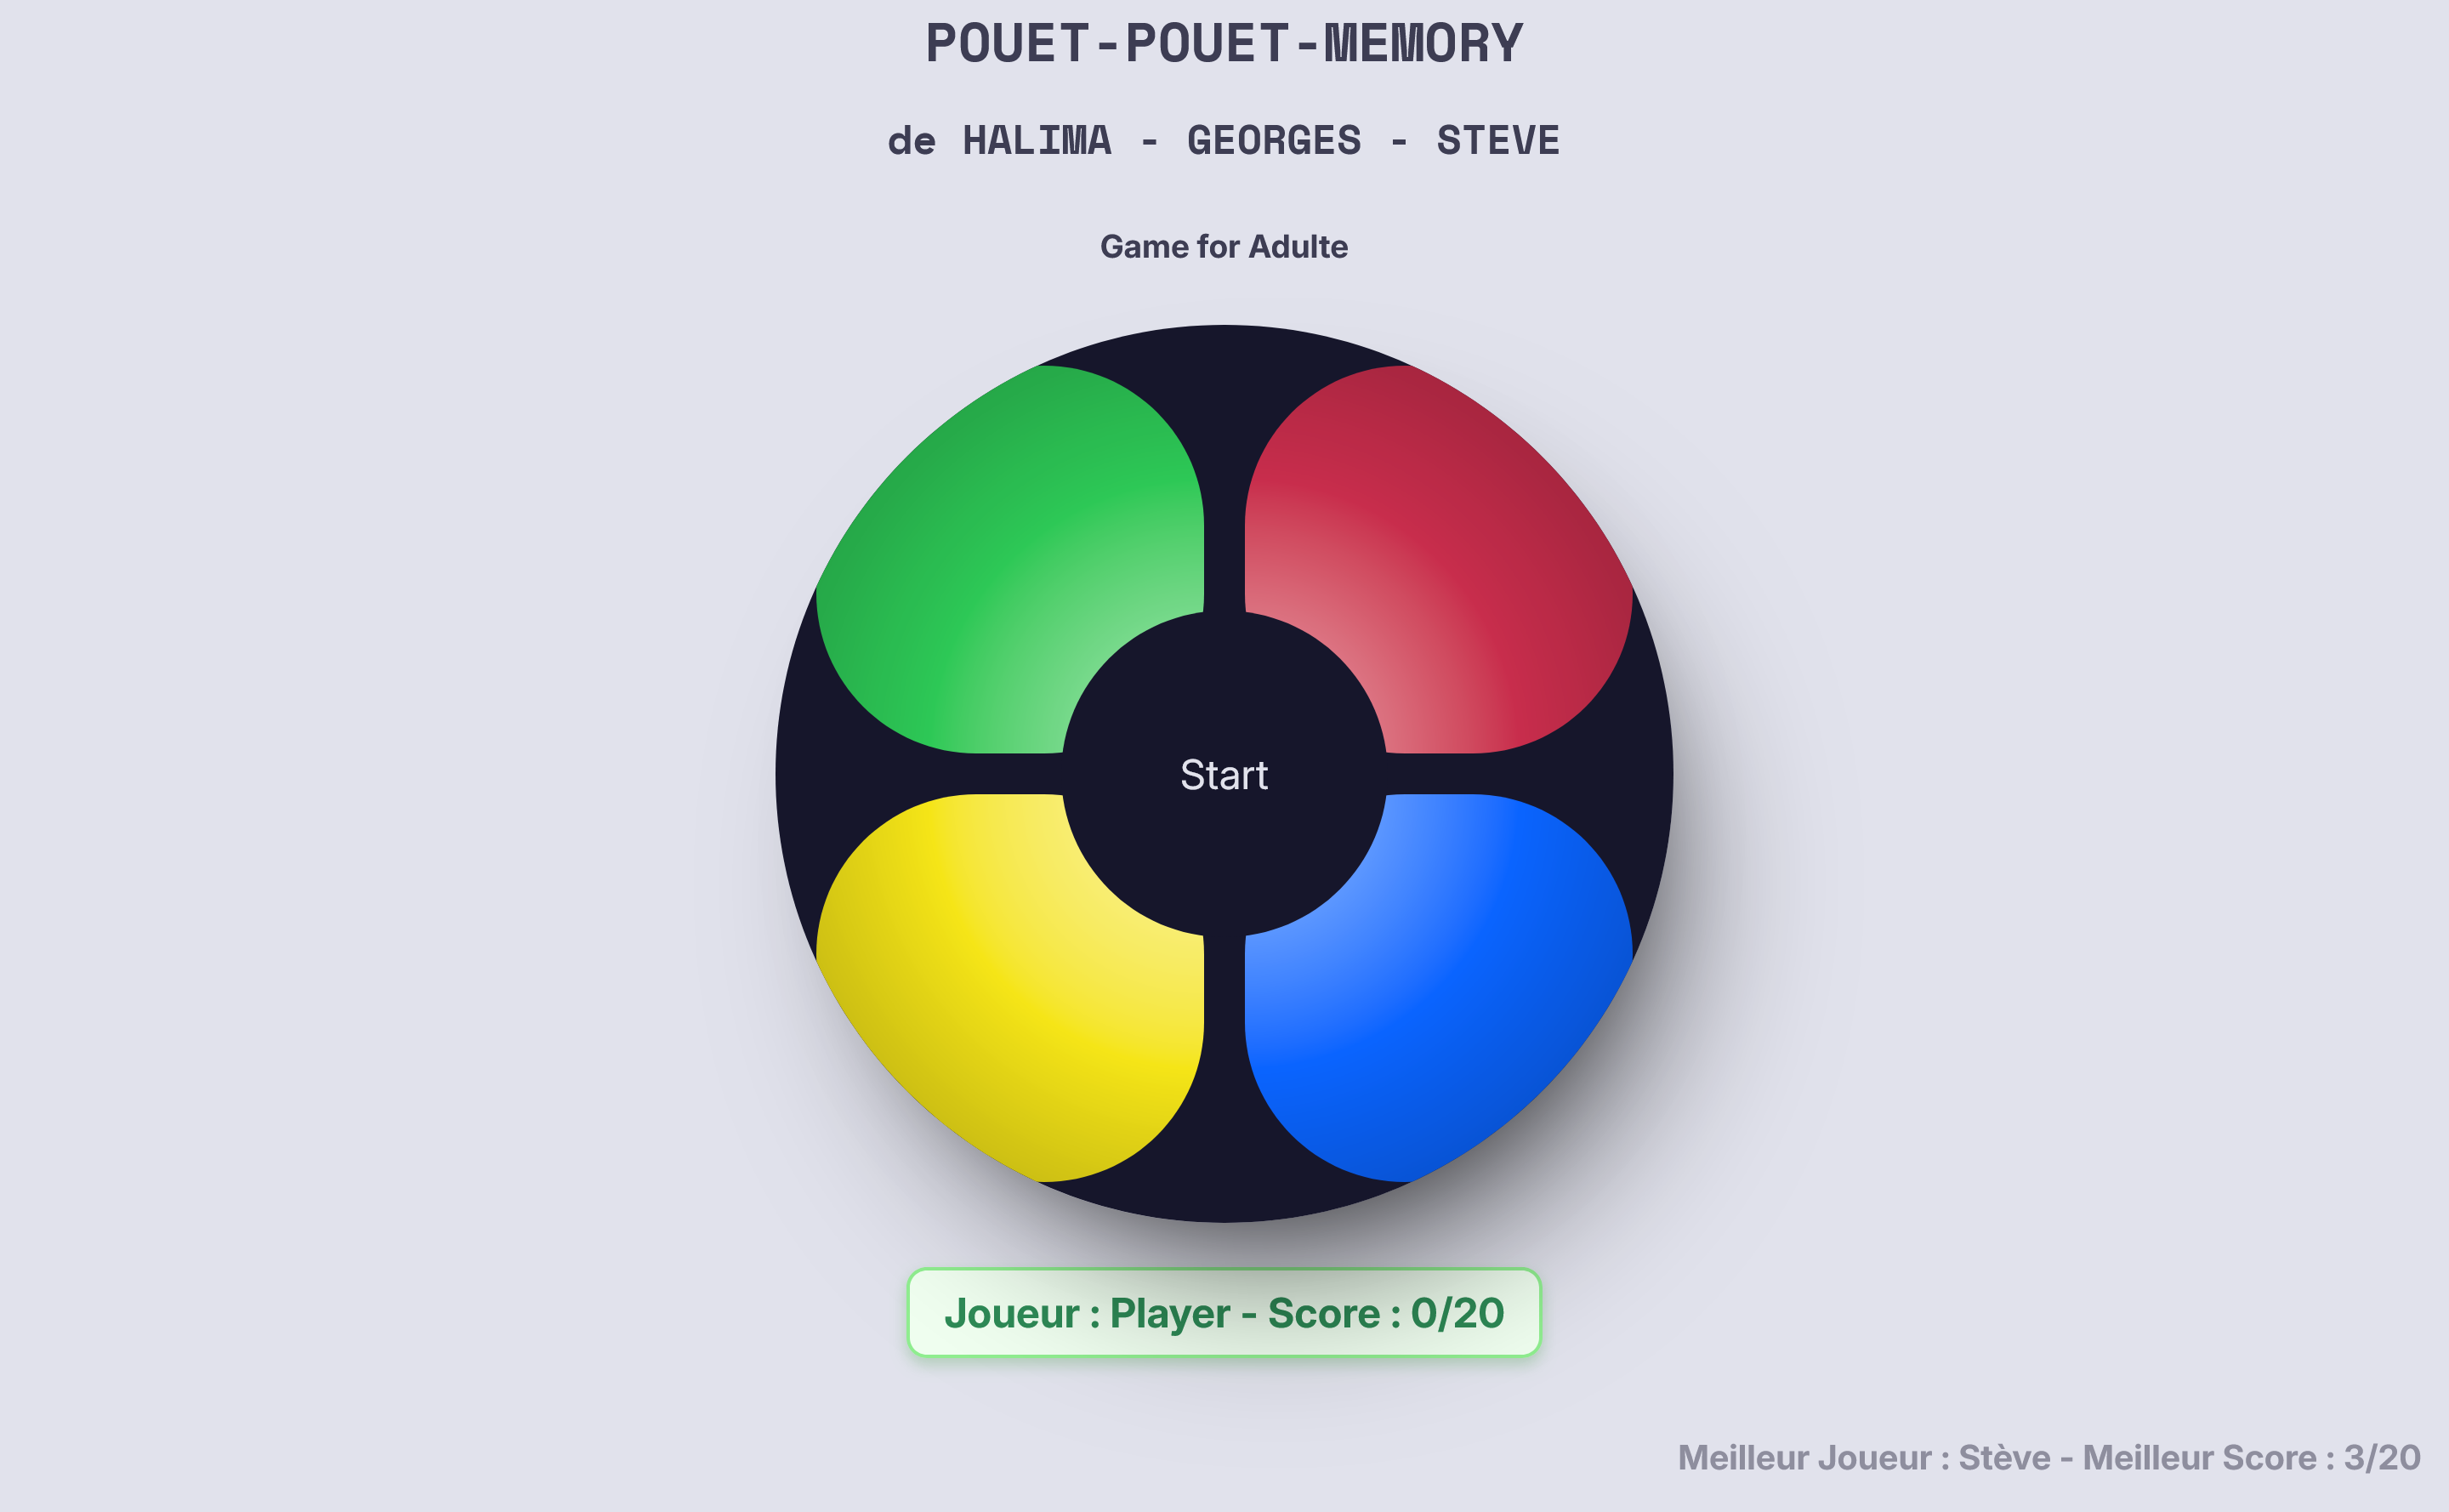 POUET-POUET-MEMORY
de HALIMA - GEORGES - STEVE
Game for Adulte
Start
Joueur : Player - Score : 0/20
Meilleur Joueur : Stève - Meilleur Score : 3/20